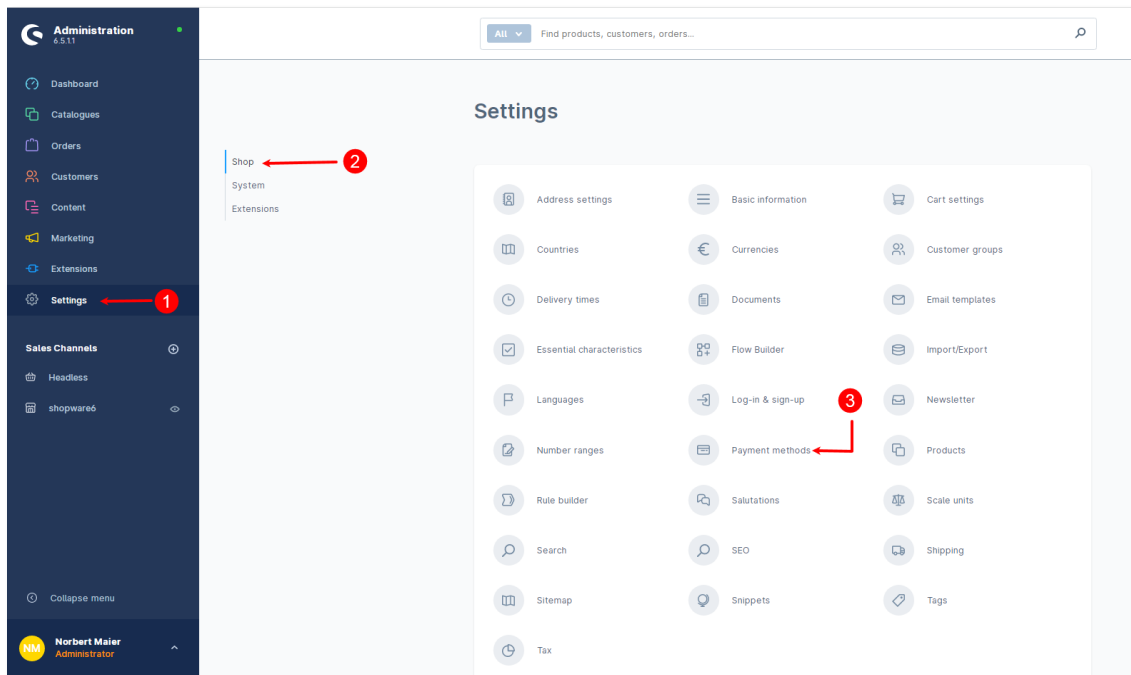 Administration
6.5.1.1
All
Find products, customers, orders...
Dashboard
Catalogues
Orders
Customers
Content
Marketing
Extensions
Settings
1
Sales Channels
Headless
shopware6
Collapse menu
NM
Norbert Maier
Administrator
Settings
Shop
2
System
Extensions
Address settings
Basic information
Cart settings
Countries
Currencies
Customer groups
Delivery times
Documents
Email templates
Essential characteristics
Flow Builder
Import/Export
Languages
Log-in & sign-up
3
Newsletter
Number ranges
Payment methods
Products
Rule builder
Salutations
Scale units
Search
SEO
Shipping
Sitemap
Snippets
Tags
Tax